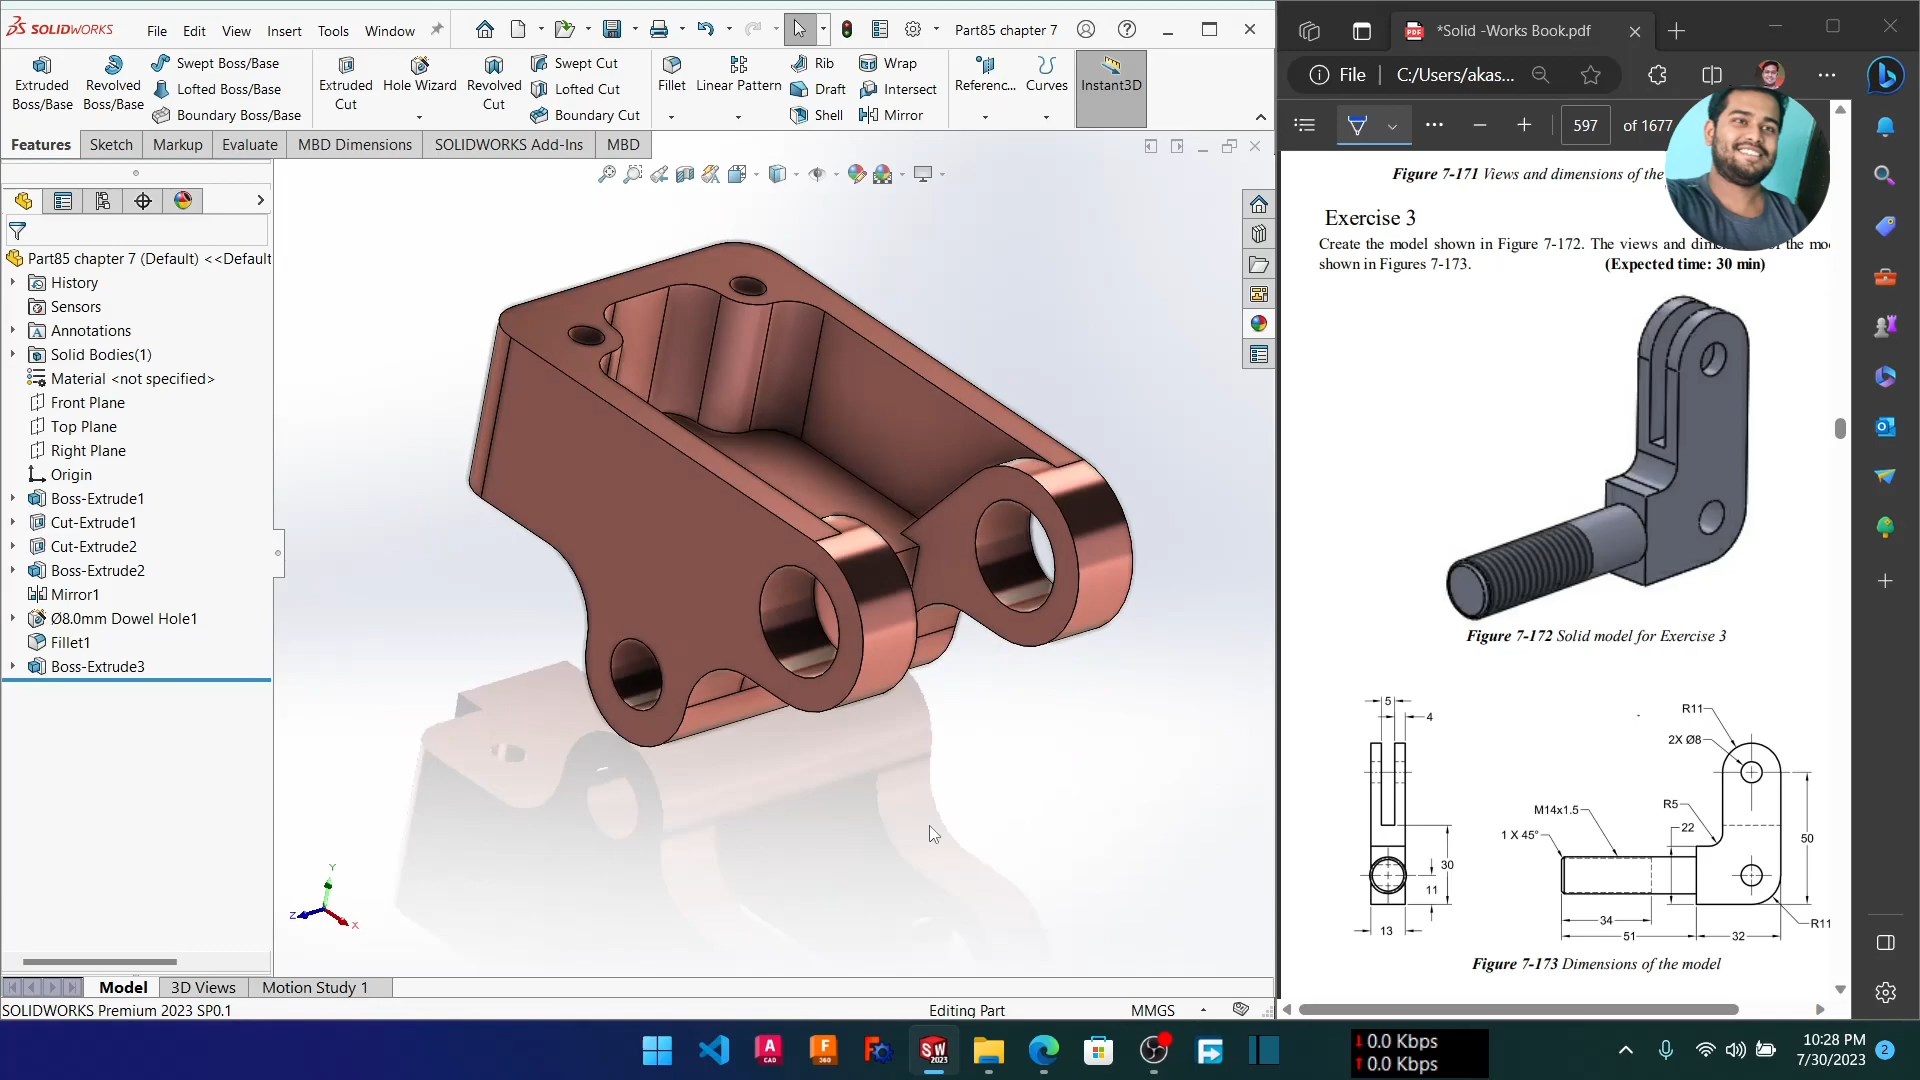 SOLIDWORKS
File
Edit
View
Insert
Tools
Window
Part85 chapter 7
*Solid -Works Book.pdf
Extruded Boss/Base
Revolved Boss/Base
Swept Boss/Base
Lofted Boss/Base
Boundary Boss/Base
Extruded Cut
Hole Wizard
Revolved Cut
Swept Cut
Lofted Cut
Boundary Cut
Fillet
Linear Pattern
Rib
Draft
Shell
Wrap
Intersect
Mirror
Referenc...
Curves
Instant3D
File
C:/Users/akas...
597 of 1677
Features
Sketch
Markup
Evaluate
MBD Dimensions
SOLIDWORKS Add-Ins
MBD
Part85 chapter 7 (Default) <<Default
History
Sensors
Annotations
Solid Bodies(1)
Material <not specified>
Front Plane
Top Plane
Right Plane
Origin
Boss-Extrude1
Cut-Extrude1
Cut-Extrude2
Boss-Extrude2
Mirror1
Ø8.0mm Dowel Hole1
Fillet1
Boss-Extrude3
Y
Z
X
Figure 7-171 Views and dimensions of the
Exercise 3
Create the model shown in Figure 7-172. The views and the mo
shown in Figures 7-173. (Expected time: 30 min)
Figure 7-172 Solid model for Exercise 3
5
4
30
11
13
R11
2X Ø8
M14x1.5
R5
22
1 X 45°
50
34
51
32
R11
Figure 7-173 Dimensions of the model
Model
3D Views
Motion Study 1
SOLIDWORKS Premium 2023 SP0.1
Editing Part
MMGS
0.0 Kbps
0.0 Kbps
10:28 PM
7/30/2023
2